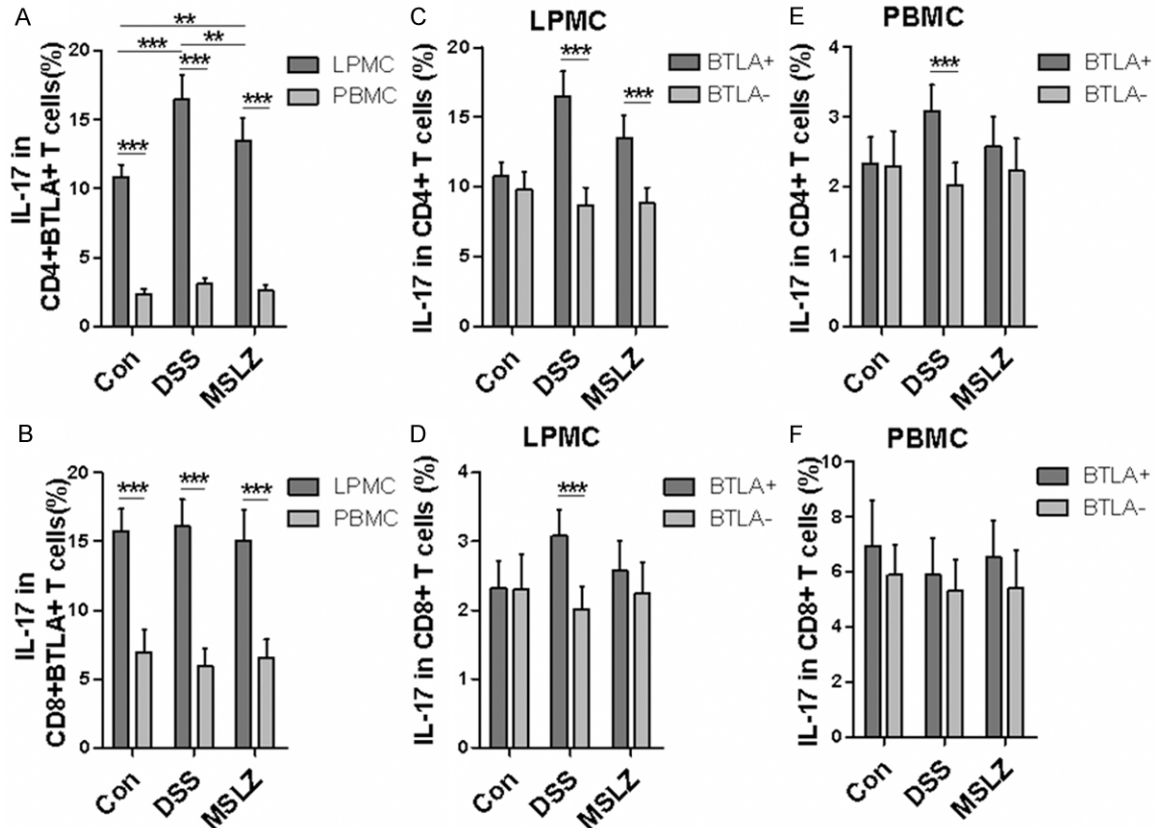 A
IL-17 in
CD4+BTLA+ T cells(%)
20
15
10
5
0
**
*** **
***
***
***
LPMC
PBMC
Con
DSS
MSLZ
C
LPMC
IL-17 in CD4+ T cells (%)
20
15
10
5
0
***
***
BTLA+
BTLA-
Con
DSS
MSLZ
E
PBMC
IL-17 in CD4+ T cells (%)
4
3
2
1
0
***
BTLA+
BTLA-
Con
DSS
MSLZ
B
IL-17 in
CD8+BTLA+ T cells(%)
20
15
10
5
0
***
***
***
LPMC
PBMC
Con
DSS
MSLZ
D
LPMC
IL-17 in CD8+ T cells (%)
4
3
2
1
0
***
BTLA+
BTLA-
Con
DSS
MSLZ
F
PBMC
IL-17 in CD8+ T cells (%)
10
8
6
4
2
0
BTLA+
BTLA-
Con
DSS
MSLZ